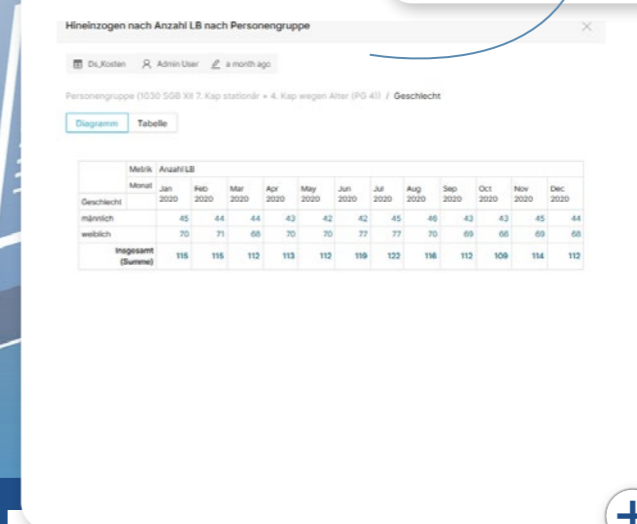 Hineinzogen nach Anzahl LB nach Personengruppe
Ds_Kosten Admin User a month ago
Personengruppe (1030 SGB XII 7. Kap stationär + 4. Kap wegen Alter (PG 4)) / Geschlecht
Diagramm Tabelle
Metrik Anzahl LB
Monat Jan 2020 Feb 2020 Mar 2020 Apr 2020 May 2020 Jun 2020 Jul 2020 Aug 2020 Sep 2020 Oct 2020 Nov 2020 Dec 2020
Geschlecht
männlich 45 44 44 43 42 42 45 46 43 43 45 44
weiblich 70 71 68 70 70 77 77 70 69 66 69 68
Insgesamt (Summe) 115 115 112 113 112 119 122 116 112 109 114 112